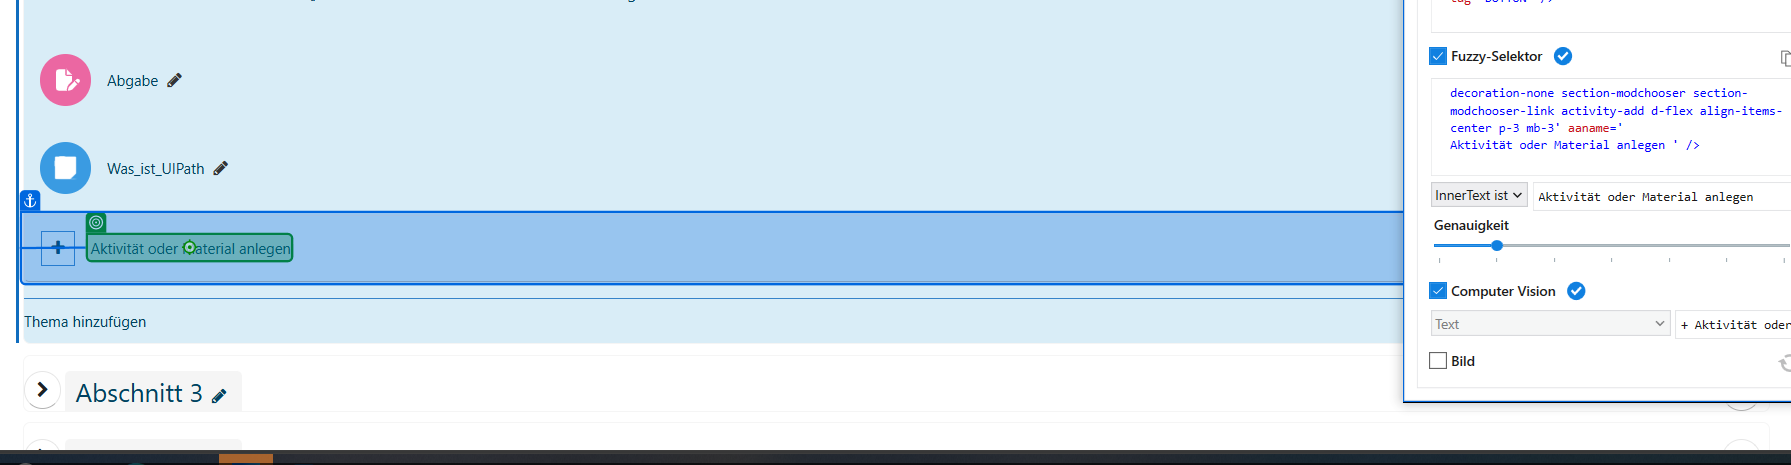 Abgabe
Was_ist_UIPath
Aktivität oder Material anlegen
Thema hinzufügen
Abschnitt 3
Fuzzy-Selektor
decoration-none section-modchooser section-
modchooser-link activity-add d-flex align-items-
center p-3 mb-3' aaname='
Aktivität oder Material anlegen ' />
InnerText ist
Aktivität oder Material anlegen
Genauigkeit
Computer Vision
Text
+ Aktivität oder
Bild